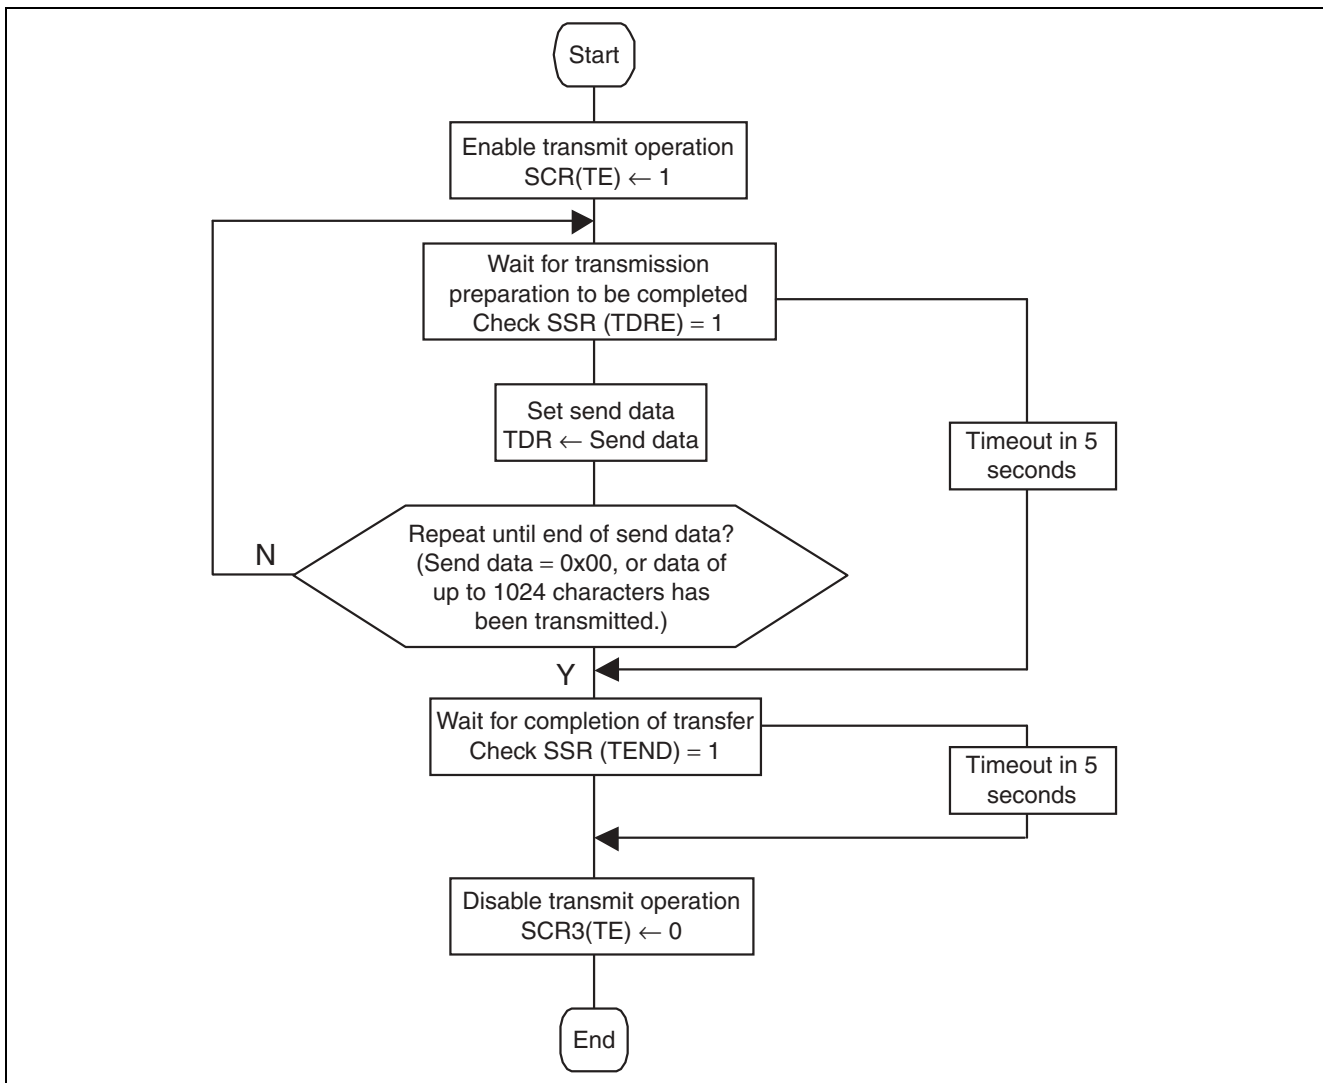 Start
Enable transmit operation
SCR(TE) ← 1
Wait for transmission
preparation to be completed
Check SSR (TDRE) = 1
Set send data
TDR ← Send data
Timeout in 5
seconds
Repeat until end of send data?
(Send data = 0x00, or data of
up to 1024 characters has
been transmitted.)
N
Y
Wait for completion of transfer
Check SSR (TEND) = 1
Timeout in 5
seconds
Disable transmit operation
SCR3(TE) ← 0
End